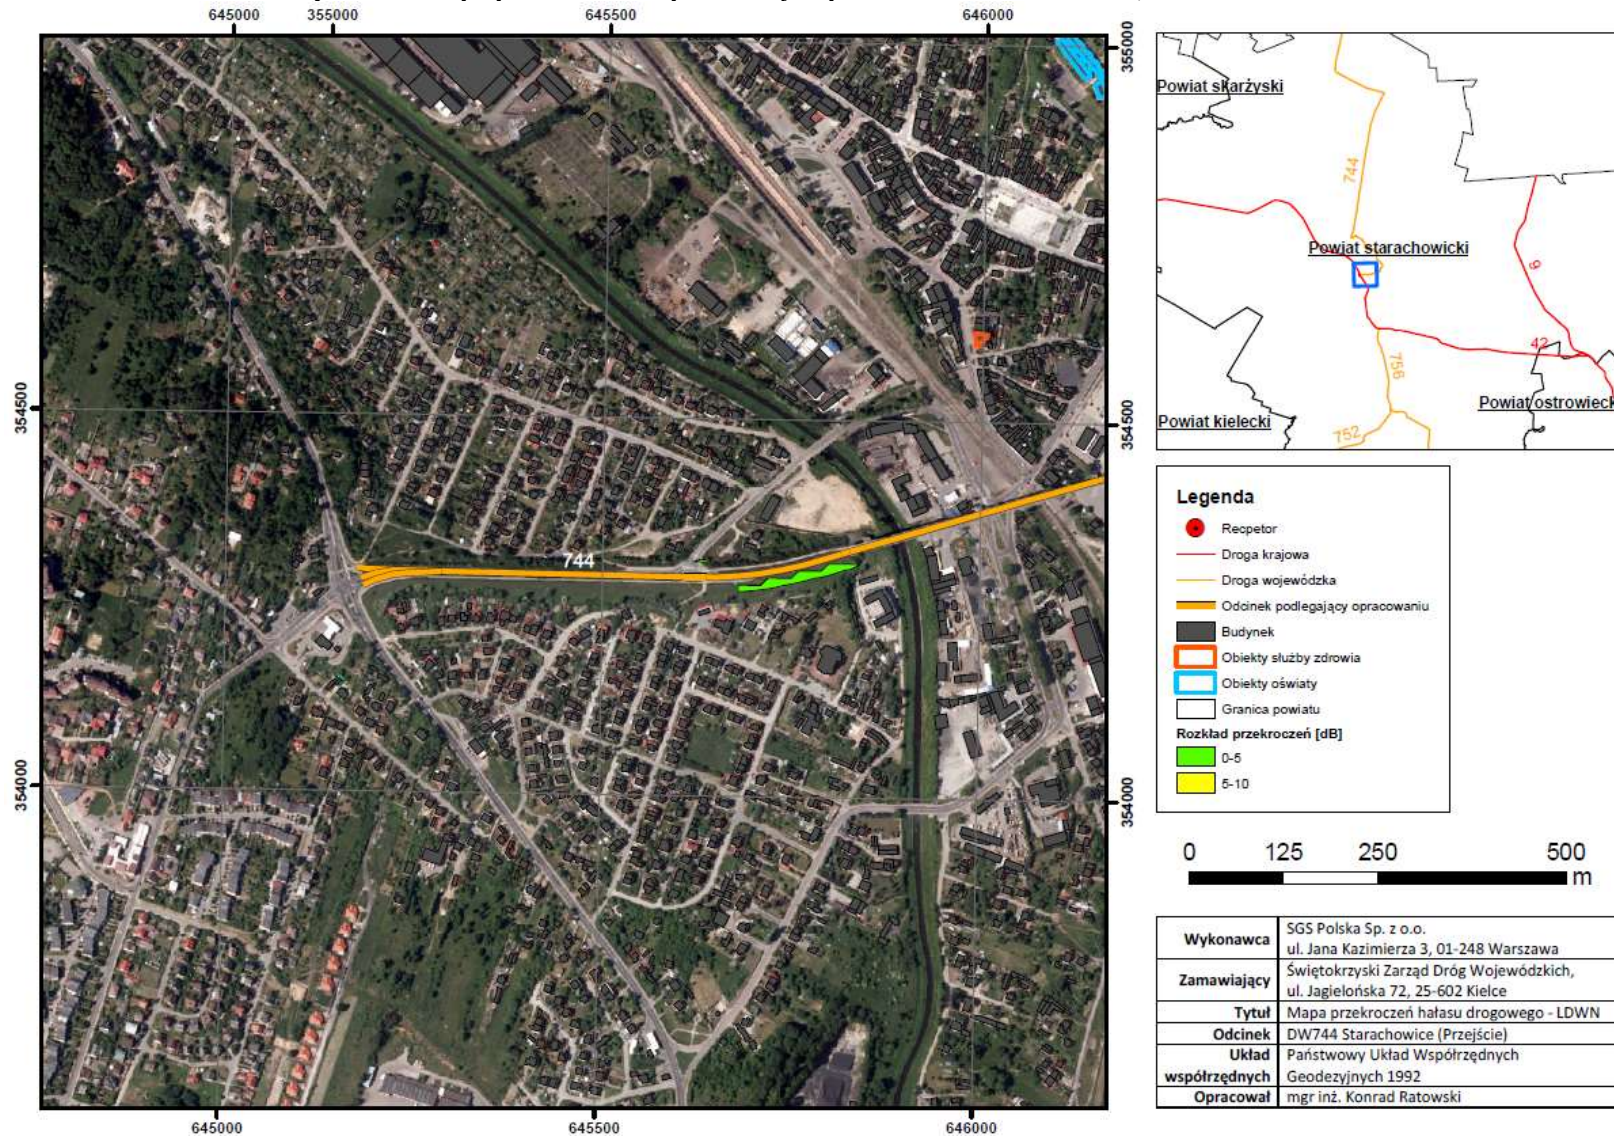 645000
355000
645500
646000
355000
354500
354500
354000
354000
744
645000
645500
646000
Powiat skarżyski
744
Powiat starachowicki
9
42
756
Powiat ostrowieck
Powiat kielecki
752
Legenda
Recpetor
Droga krajowa
Droga wojewódzka
Odcinek podlegający opracowaniu
Budynek
Obiekty służby zdrowia
Obiekty oświaty
Granica powiatu
Rozkład przekroczeń [dB]
0-5
5-10
0 125 250 500
m
Wykonawca SGS Polska Sp. z o.o.
ul. Jana Kazimierza 3, 01-248 Warszawa
Zamawiający Świętokrzyski Zarząd Dróg Wojewódzkich,
ul. Jagielońska 72, 25-602 Kielce
Tytuł Mapa przekroczeń hałasu drogowego - LDWN
Odcinek DW744 Starachowice (Przejście)
Układ Państwowy Układ Współrzędnych
współrzędnych Geodezyjnych 1992
Opracował mgr inż. Konrad Ratowski